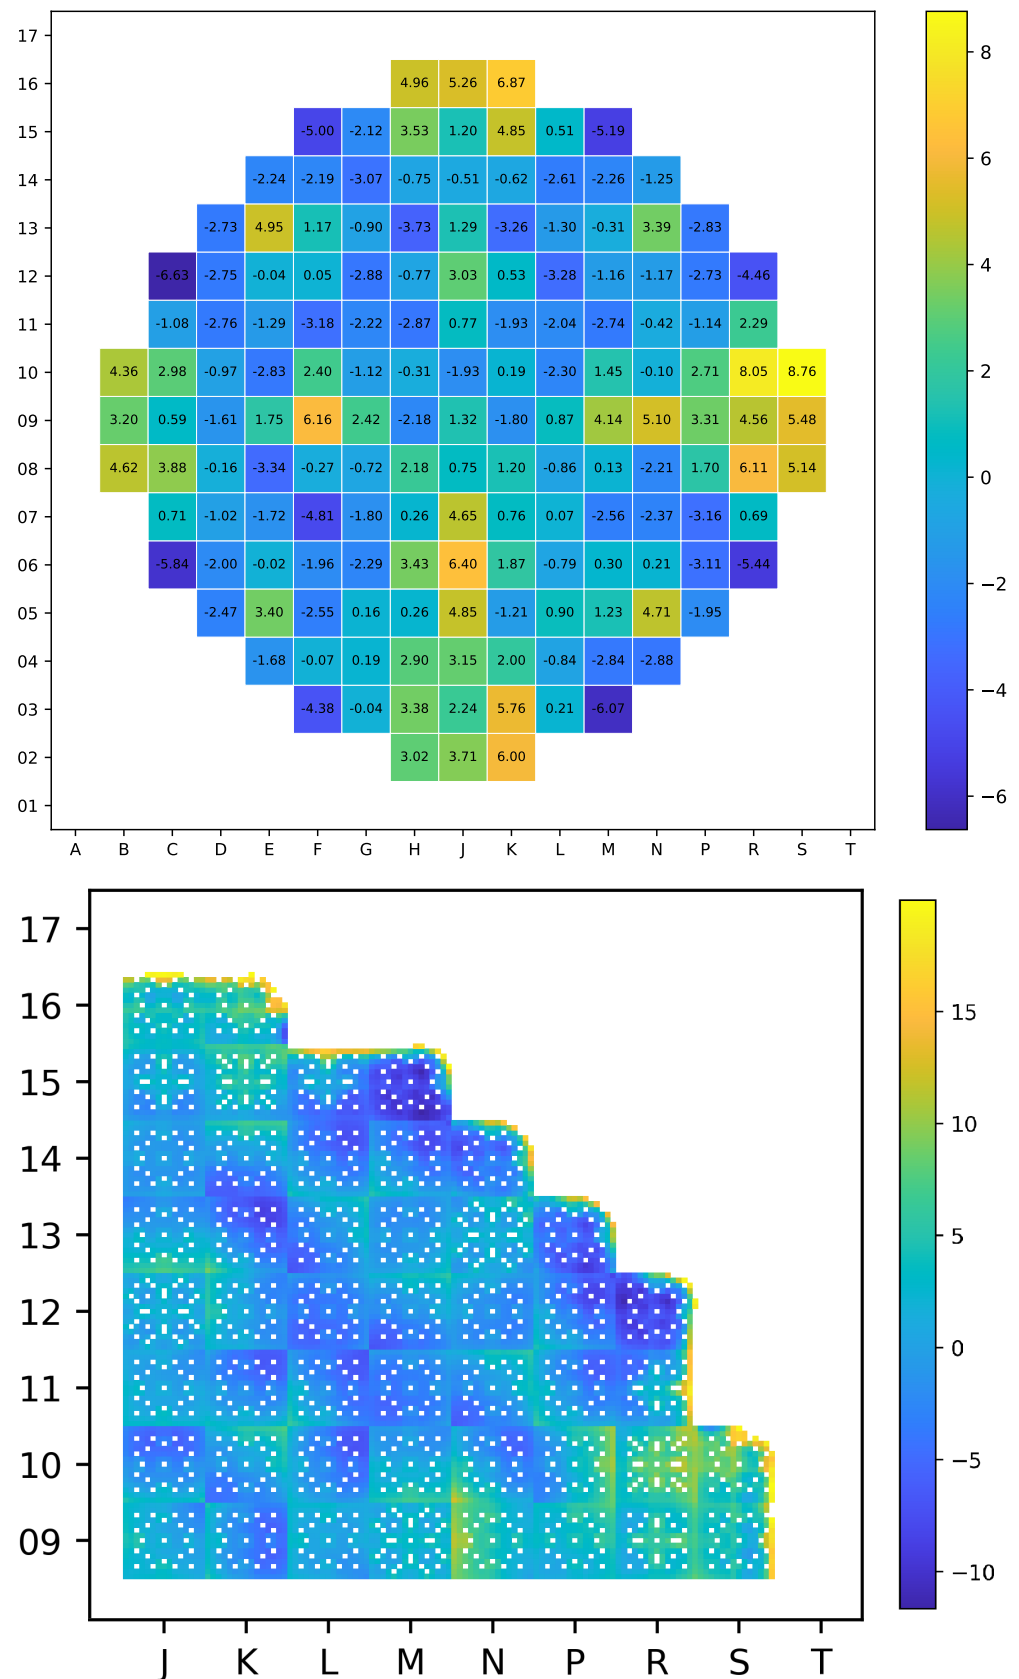 17
16 4.96 5.26 6.87
15 -5.00 -2.12 3.53 1.20 4.85 0.51 -5.19
14 -2.24 -2.19 -3.07 -0.75 -0.51 -0.62 -2.61 -2.26 -1.25
13 -2.73 4.95 1.17 -0.90 -3.73 1.29 -3.26 -1.30 -0.31 3.39 -2.83
12 -6.63 -2.75 -0.04 0.05 -2.88 -0.77 3.03 0.53 -3.28 -1.16 -1.17 -2.73 -4.46
11 -1.08 -2.76 -1.29 -3.18 -2.22 -2.87 0.77 -1.93 -2.04 -2.74 -0.42 -1.14 2.29
10 4.36 2.98 -0.97 -2.83 2.40 -1.12 -0.31 -1.93 0.19 -2.30 1.45 -0.10 2.71 8.05 8.76
09 3.20 0.59 -1.61 1.75 6.16 2.42 -2.18 1.32 -1.80 0.87 4.14 5.10 3.31 4.56 5.48
08 4.62 3.88 -0.16 -3.34 -0.27 -0.72 2.18 0.75 1.20 -0.86 0.13 -2.21 1.70 6.11 5.14
07 0.71 -1.02 -1.72 -4.81 -1.80 0.26 4.65 0.76 0.07 -2.56 -2.37 -3.16 0.69
06 -5.84 -2.00 -0.02 -1.96 -2.29 3.43 6.40 1.87 -0.79 0.30 0.21 -3.11 -5.44
05 -2.47 3.40 -2.55 0.16 0.26 4.85 -1.21 0.90 1.23 4.71 -1.95
04 -1.68 -0.07 0.19 2.90 3.15 2.00 -0.84 -2.84 -2.88
03 -4.38 -0.04 3.38 2.24 5.76 0.21 -6.07
02 3.02 3.71 6.00
01
A B C D E F G H J K L M N P R S T
8
6
4
2
0
−2
−4
−6
17
16
15
14
13
12
11
10
09
J K L M N P R S T
15
10
5
0
−5
−10